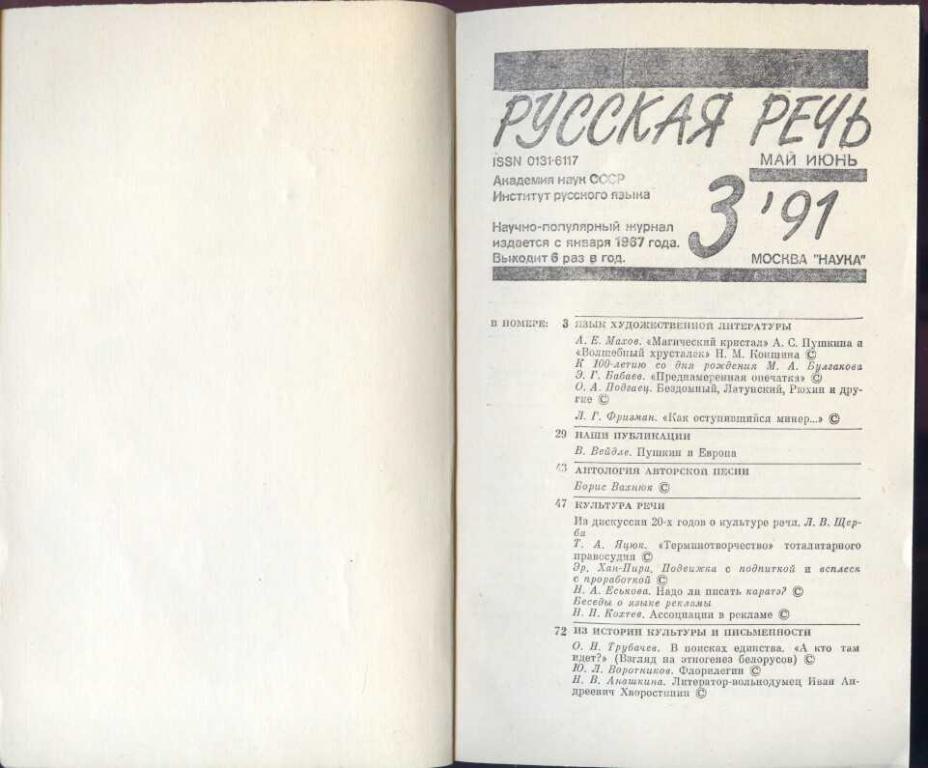 РУССКАЯ РЕЧЬ
ISSN 0131-6117
МАЙ ИЮНЬ
Академия наук СССР
Институт русского языка
3'91
Научно-популярный журнал
издается с января 1967 года.
Выходит 6 раз в год.
МОСКВА "НАУКА"
В НОМЕРЕ: 3 ЯЗЫК ХУДОЖЕСТВЕННОЙ ЛИТЕРАТУРЫ
А. Е. Махов. «Магический кристал» А. С. Пушкина и
«Волшебный хрусталек» Н. М. Коншина ©
К 100-летию со дня рождения М. А. Булгакова
Э. Г. Бабаев. «Преднамеренная опечатка» ©
О. А. Подгаец. Бездомный, Латунский, Рюхин и дру-
гие ©
Л. Г. Фризман. «Как оступившийся минер...» ©
29 НАШИ ПУБЛИКАЦИИ
В. Вейдле. Пушкин и Европа
43 АНТОЛОГИЯ АВТОРСКОЙ ПЕСНИ
Борис Вахнюк ©
47 КУЛЬТУРА РЕЧИ
Из дискуссии 20-х годов о культуре речи. Л. В. Щер-
ба
Т. А. Яцюк. «Терминотворчество» тоталитарного
правосудия ©
Эр. Хан-Пира. Подвижка с подпиткой и всплеск
с проработкой ©
Н. А. Еськова. Надо ли писать каратэ? ©
Беседы о языке рекламы
Н. Н. Кохтев. Ассоциации в рекламе ©
72 ИЗ ИСТОРИИ КУЛЬТУРЫ И ПИСЬМЕННОСТИ
О. Н. Трубачев. В поисках единства. «А кто там
идет?» (Взгляд на этногенез белорусов) ©
Ю. Л. Воротников. Флорилегий ©
Н. В. Анашкина. Литератор-вольнодумец Иван Ан-
дреевич Хворостинин ©